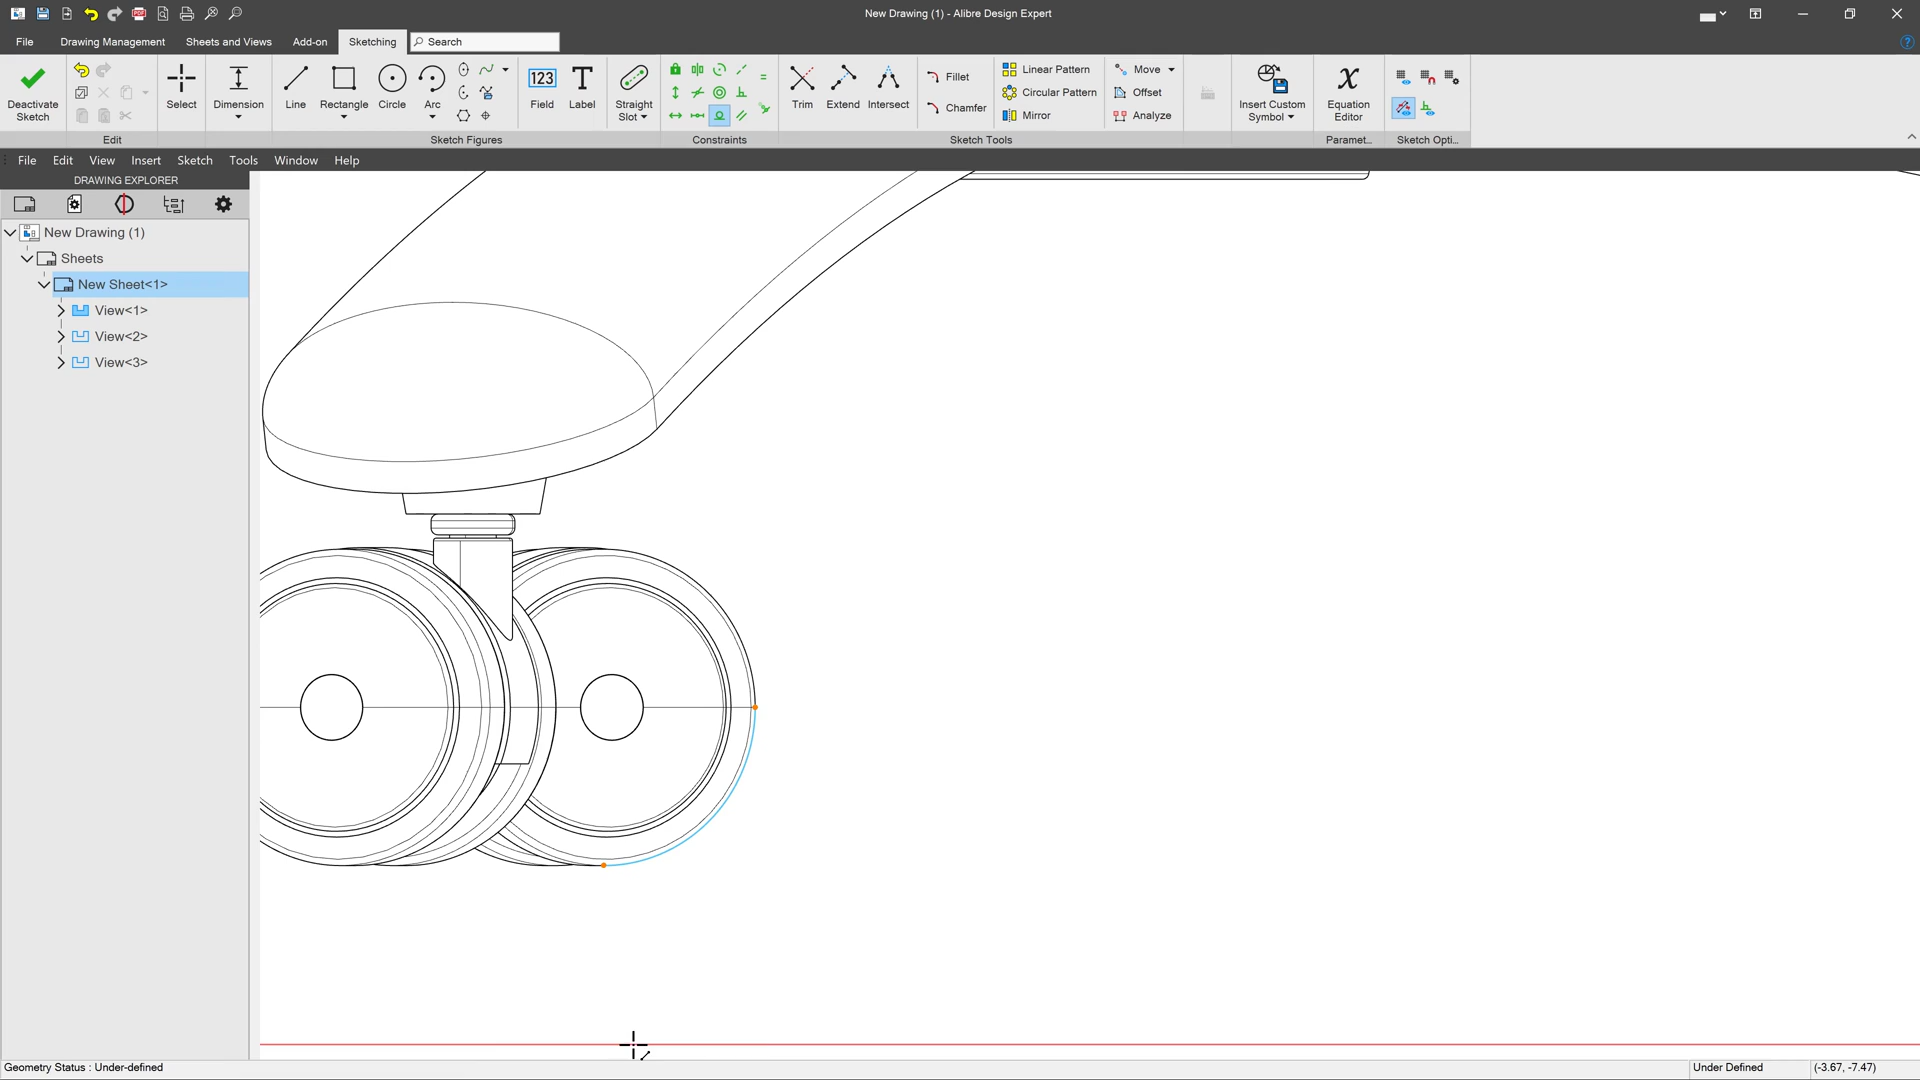 New Drawing (1) - Alibre Design Expert
File Drawing Management Sheets and Views Add-on Sketching Search
Deactivate Sketch
Select
Dimension
Line
Rectangle
Circle
Arc
123
Field
Label
Straight Slot
Trim
Extend
Intersect
Fillet
Chamfer
Linear Pattern
Circular Pattern
Mirror
Move
Offset
Analyze
Insert Custom Symbol
Equation Editor
Edit Sketch Figures Constraints Sketch Tools Paramet... Sketch Opti...
File Edit View Insert Sketch Tools Window Help
DRAWING EXPLORER
New Drawing (1)
Sheets
New Sheet<1>
View<1>
View<2>
View<3>
Geometry Status : Under-defined
Under Defined
(-3.67, -7.47)